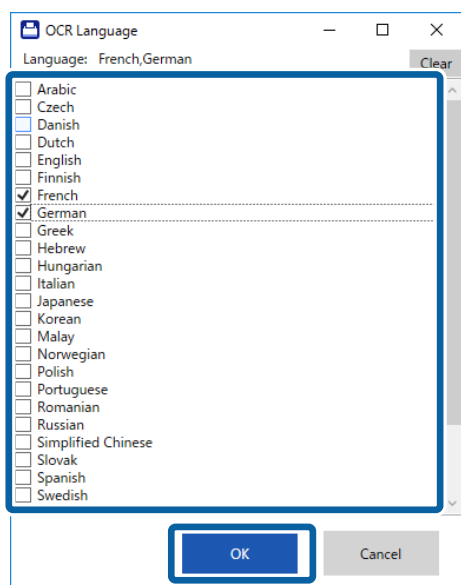 OCR Language
Language: French,German
Clear
Arabic
Czech
Danish
Dutch
English
Finnish
French
German
Greek
Hebrew
Hungarian
Italian
Japanese
Korean
Malay
Norwegian
Polish
Portuguese
Romanian
Russian
Simplified Chinese
Slovak
Spanish
Swedish
OK
Cancel